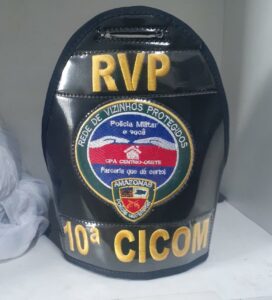 RVP
REDE DE VIZINHOS PROTEGIDOS
Polícia Militar
e você
CPA CENTRO-OESTE
Parceria que dá certo!
AMAZONAS
10ª CICOM